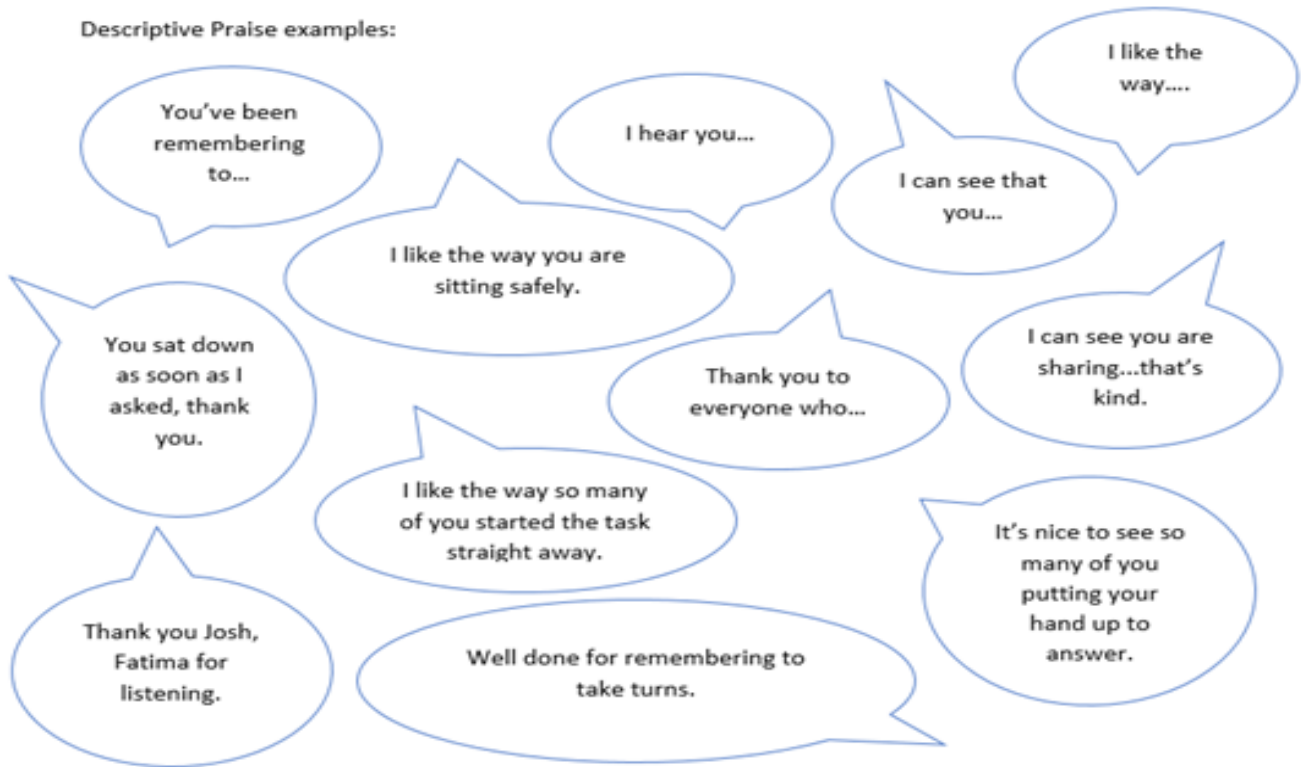 Descriptive Praise examples:
You've been
remembering
to...
I hear you...
I can see that
you...
I like the
way....
I like the way you are
sitting safely.
You sat down
as soon as I
asked, thank
you.
Thank you to
everyone who...
I can see you are
sharing...that's
kind.
I like the way so many
of you started the task
straight away.
It's nice to see so
many of you
putting your
hand up to
answer.
Thank you Josh,
Fatima for
listening.
Well done for remembering to
take turns.